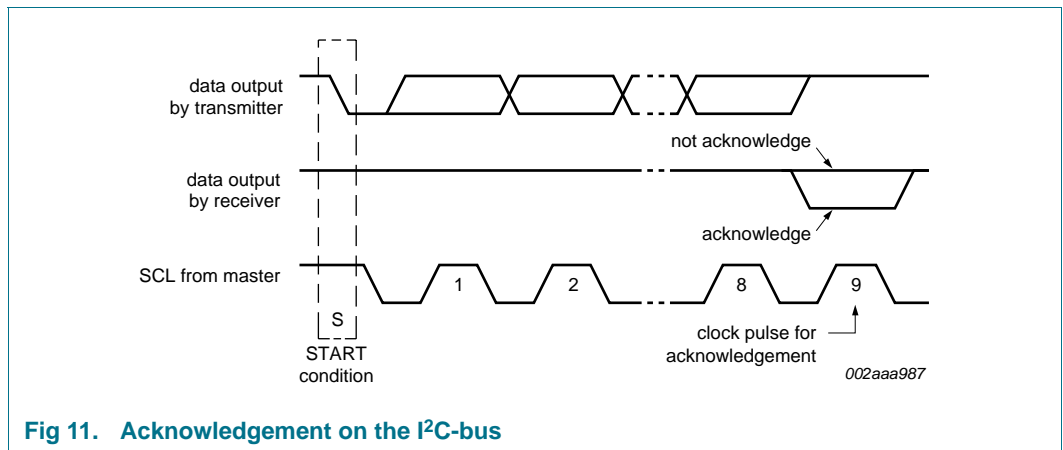 data output
by transmitter
not acknowledge
data output
by receiver
acknowledge
SCL from master
1
2
8
9
S
START
condition
clock pulse for
acknowledgement
002aaa987
Fig 11. Acknowledgement on the I²C-bus